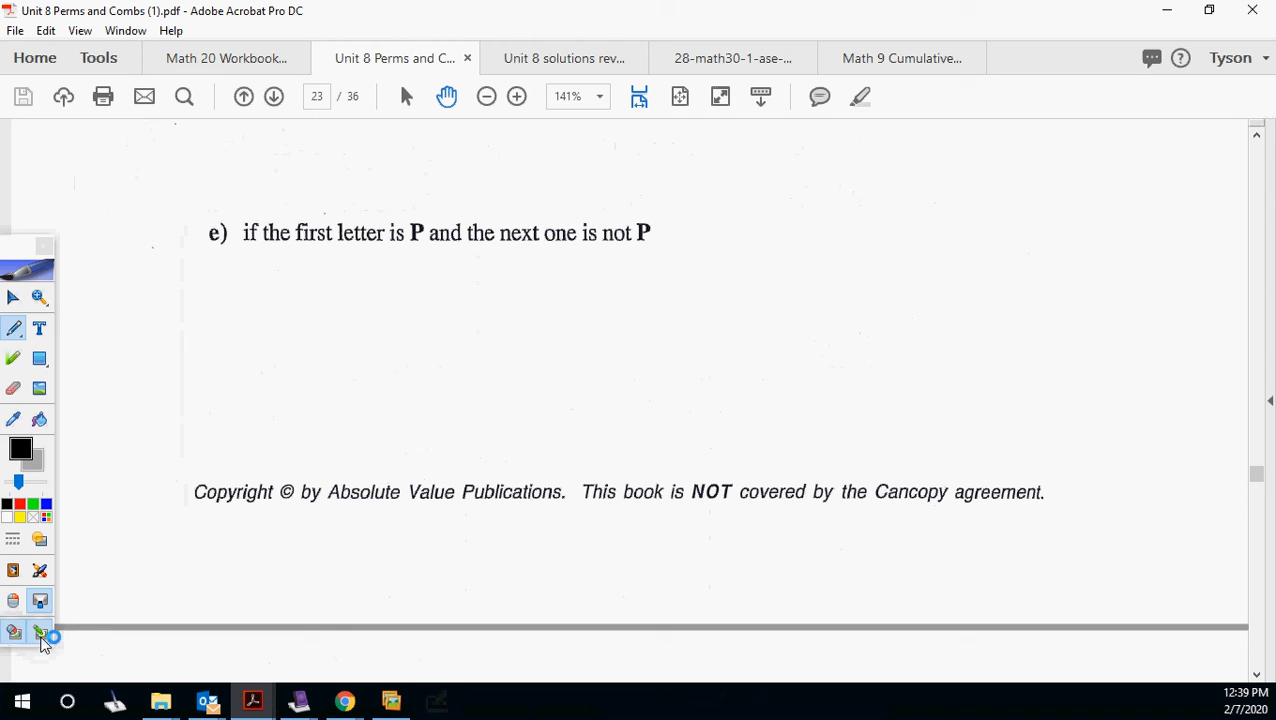 Unit 8 Perms and Combs (1).pdf - Adobe Acrobat Pro DC
File Edit View Window Help
Home Tools Math 20 Workbook... Unit 8 Perms and C... × Unit 8 solutions rev... 28-math30-1-ase-... Math 9 Cumulative... Tyson
23 / 36 141%
e) if the first letter is P and the next one is not P
Copyright © by Absolute Value Publications. This book is NOT covered by the Cancopy agreement.
12:39 PM
2/7/2020